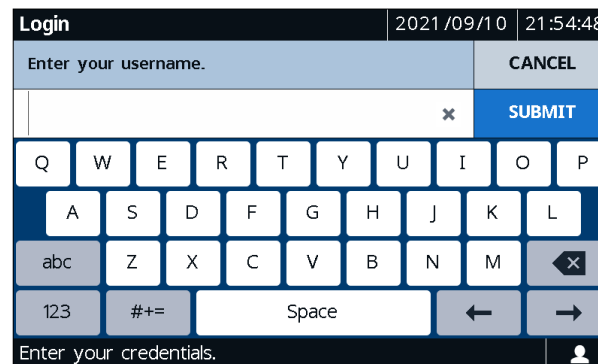 Login 2021/09/10 21:54:48
Enter your username. CANCEL
SUBMIT
Q W E R T Y U I O P
A S D F G H J K L
abc Z X C V B N M
123 #+= Space
Enter your credentials.